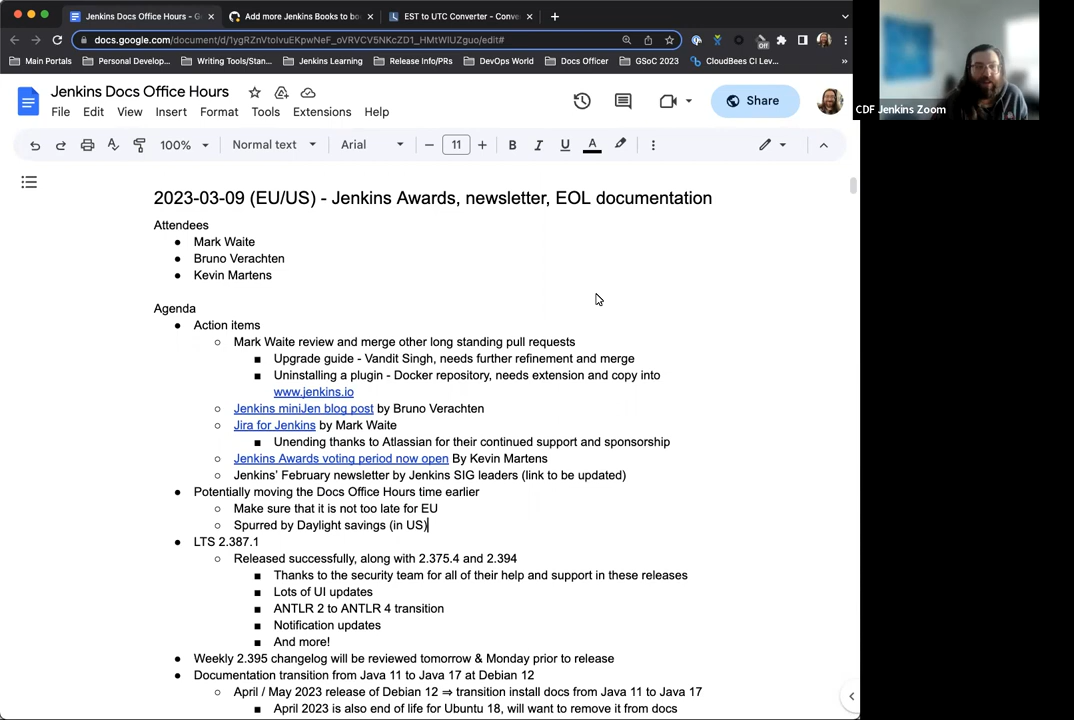 Jenkins Docs Office Hours - G
Add more Jenkins Books to bo
EST to UTC Converter - Conve
docs.google.com/document/d/1ygRZnVtolvuEKpwNeF_oVRVCV5NKcZD1_HMtWlUZguo/edit#
Off
Main Portals
Personal Develop...
Writing Tools/Stan...
Jenkins Learning
Release Info/PRs
DevOps World
Docs Officer
GSoC 2023
CloudBees CI Lev...
»
Jenkins Docs Office Hours
File Edit View Insert Format Tools Extensions Help
Share
CDF Jenkins Zoom
100% Normal text Arial 11 B I U A
2023-03-09 (EU/US) - Jenkins Awards, newsletter, EOL documentation
Attendees
● Mark Waite
● Bruno Verachten
● Kevin Martens
Agenda
● Action items
○ Mark Waite review and merge other long standing pull requests
■ Upgrade guide - Vandit Singh, needs further refinement and merge
■ Uninstalling a plugin - Docker repository, needs extension and copy into
www.jenkins.io
○ Jenkins miniJen blog post by Bruno Verachten
○ Jira for Jenkins by Mark Waite
■ Unending thanks to Atlassian for their continued support and sponsorship
○ Jenkins Awards voting period now open By Kevin Martens
○ Jenkins' February newsletter by Jenkins SIG leaders (link to be updated)
● Potentially moving the Docs Office Hours time earlier
○ Make sure that it is not too late for EU
○ Spurred by Daylight savings (in US)
● LTS 2.387.1
○ Released successfully, along with 2.375.4 and 2.394
■ Thanks to the security team for all of their help and support in these releases
■ Lots of UI updates
■ ANTLR 2 to ANTLR 4 transition
■ Notification updates
■ And more!
● Weekly 2.395 changelog will be reviewed tomorrow & Monday prior to release
● Documentation transition from Java 11 to Java 17 at Debian 12
○ April / May 2023 release of Debian 12 ⇒ transition install docs from Java 11 to Java 17
■ April 2023 is also end of life for Ubuntu 18, will want to remove it from docs